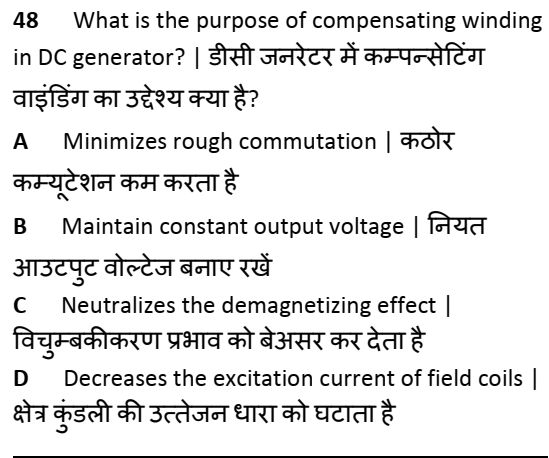 48 What is the purpose of compensating winding
in DC generator? | डीसी जनरेटर में कम्पन्सेटिंग
वाइंडिंग का उद्देश्य क्या है?
A Minimizes rough commutation | कठोर
कम्यूटेशन कम करता है
B Maintain constant output voltage | नियत
आउटपुट वोल्टेज बनाए रखें
C Neutralizes the demagnetizing effect |
विचुम्बकीकरण प्रभाव को बेअसर कर देता है
D Decreases the excitation current of field coils |
क्षेत्र कुंडली की उत्तेजन धारा को घटाता है